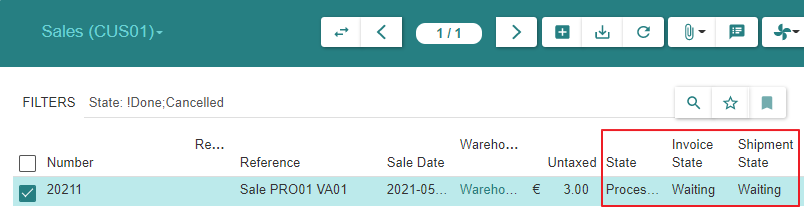 Sales (CUS01)
1 / 1
FILTERS State: !Done;Cancelled
Number Re... Reference Sale Date Wareho... Untaxed State Invoice State Shipment State
20211 Sale PRO01 VA01 2021-05... Wareho... € 3.00 Proces... Waiting Waiting